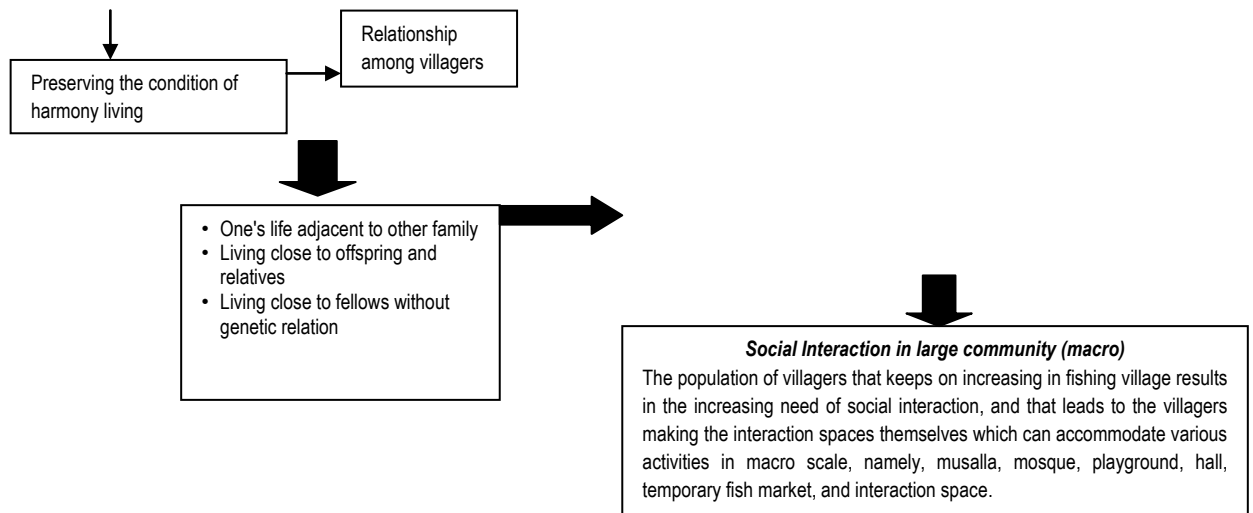 Relationship
among villagers
Preserving the condition of
harmony living
• One's life adjacent to other family
• Living close to offspring and
relatives
• Living close to fellows without
genetic relation
Social Interaction in large community (macro)
The population of villagers that keeps on increasing in fishing village results
in the increasing need of social interaction, and that leads to the villagers
making the interaction spaces themselves which can accommodate various
activities in macro scale, namely, musalla, mosque, playground, hall,
temporary fish market, and interaction space.